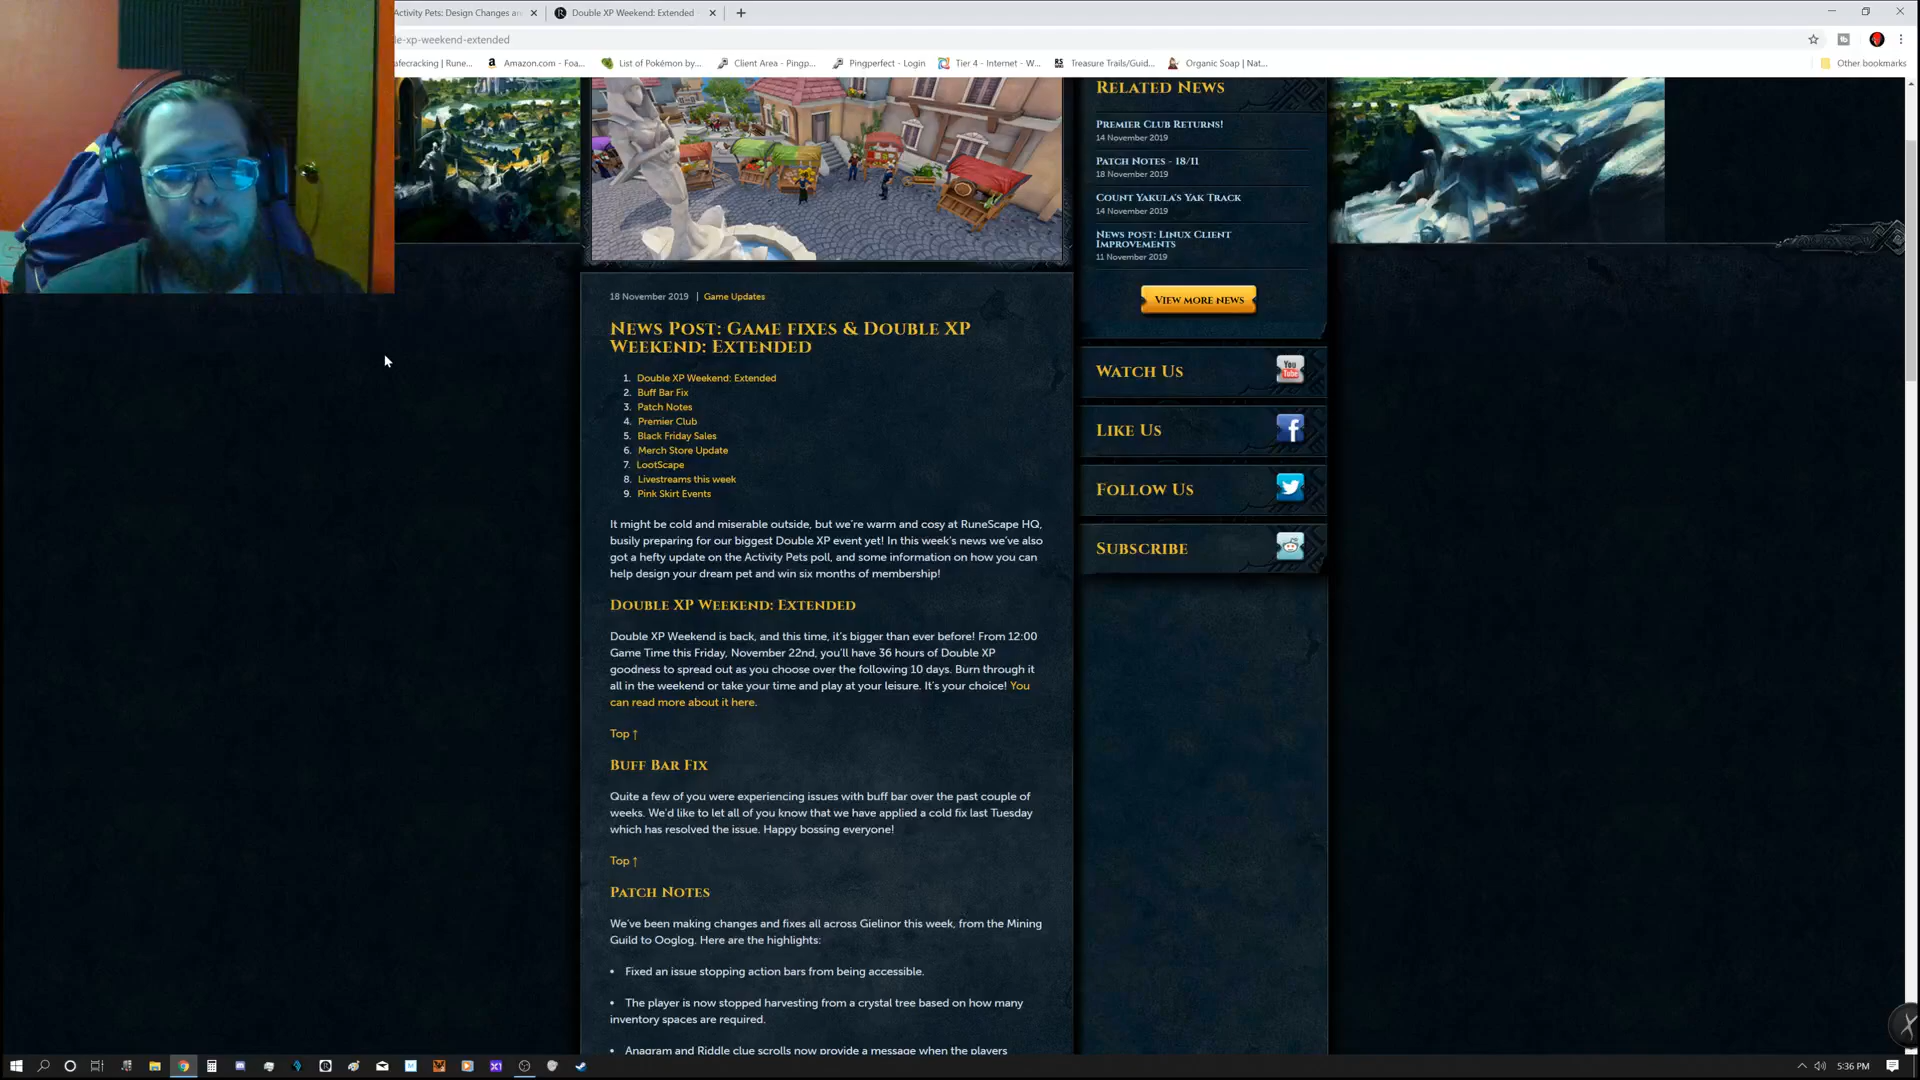 Activity Pets: Design Changes an
Double XP Weekend: Extended
le-xp-weekend-extended
afecracking | Rune...
Amazon.com - Foa...
List of Pokémon by...
Client Area - Pingp...
Pingperfect - Login
Tier 4 - Internet - W...
Treasure Trails/Guid...
Organic Soap | Nat...
Other bookmarks
18 November 2019 | Game Updates
News Post: Game fixes & Double XP
Weekend: Extended
1. Double XP Weekend: Extended
2. Buff Bar Fix
3. Patch Notes
4. Premier Club
5. Black Friday Sales
6. Merch Store Update
7. LootScape
8. Livestreams this week
9. Pink Skirt Events
It might be cold and miserable outside, but we're warm and cosy at RuneScape HQ,
busily preparing for our biggest Double XP event yet! In this week's news we've also
got a hefty update on the Activity Pets poll, and some information on how you can
help design your dream pet and win six months of membership!
Double XP Weekend: Extended
Double XP Weekend is back, and this time, it's bigger than ever before! From 12:00
Game Time this Friday, November 22nd, you'll have 36 hours of Double XP
goodness to spread out as you choose over the following 10 days. Burn through it
all in the weekend or take your time and play at your leisure. It's your choice! You
can read more about it here.
Top ↑
Buff Bar Fix
Quite a few of you were experiencing issues with buff bar over the past couple of
weeks. We'd like to let all of you know that we have applied a cold fix last Tuesday
which has resolved the issue. Happy bossing everyone!
Top ↑
Patch Notes
We've been making changes and fixes all across Gielinor this week, from the Mining
Guild to Ooglog. Here are the highlights:
• Fixed an issue stopping action bars from being accessible.
• The player is now stopped harvesting from a crystal tree based on how many
inventory spaces are required.
• Anagram and Riddle clue scrolls now provide a message when the players
Related News
Premier Club Returns!
14 November 2019
Patch Notes - 18/11
18 November 2019
Count Yakula's Yak Track
14 November 2019
News post: Linux Client
Improvements
11 November 2019
View more news
Watch Us
You
Tube
Like Us
Follow Us
Subscribe
5:36 PM